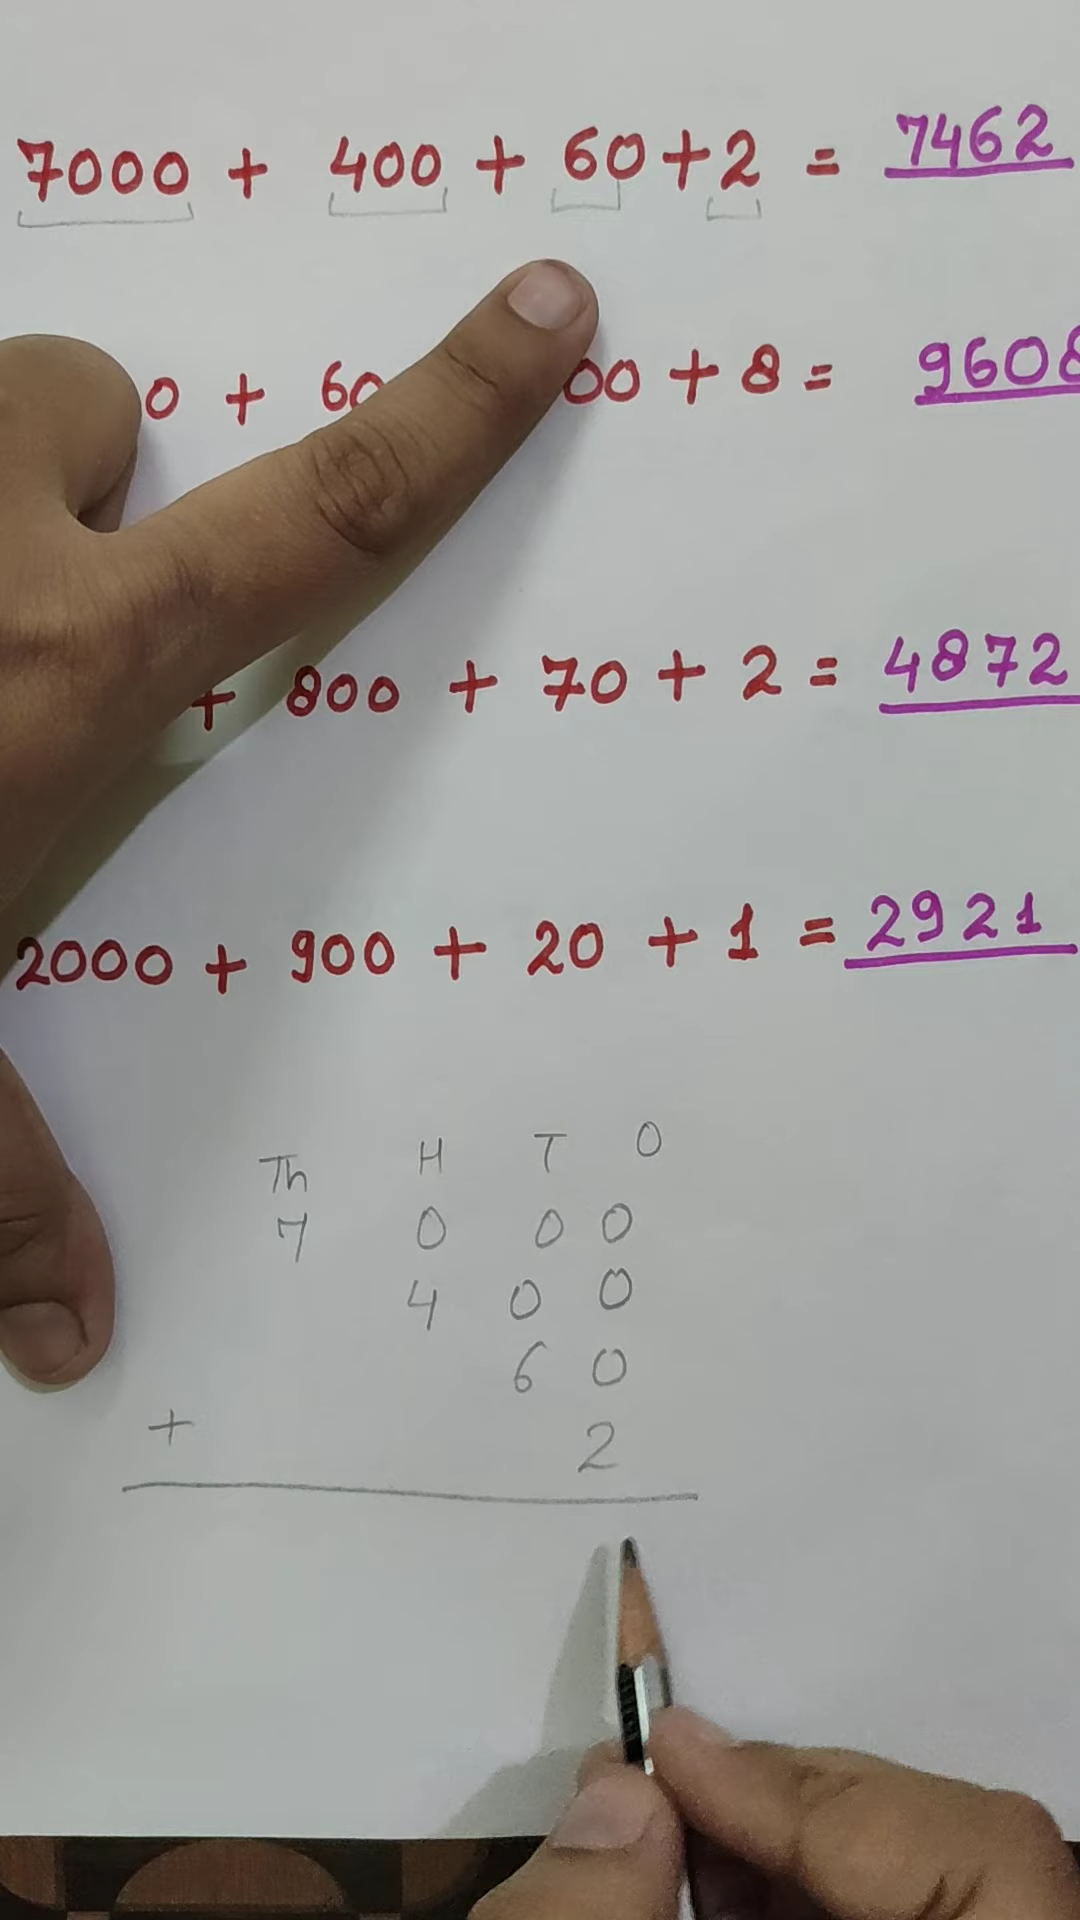 7000 + 400 + 60 + 2 = 7462
0 + 60 00 + 8 = 9608
+ 800 + 70 + 2 = 4872
2000 + 900 + 20 + 1 = 2921
Th H T O
7 0 0 0
4 0 0
6 0
+ 2